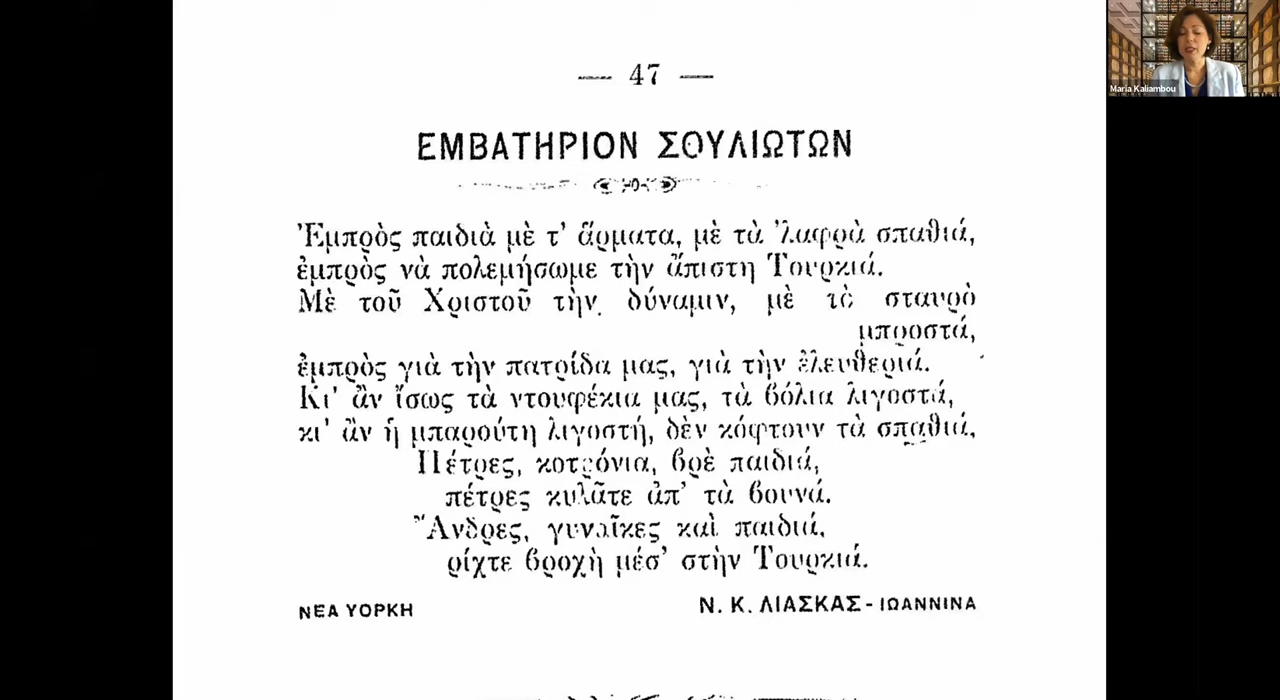 — 47 —
ΕΜΒΑΤΗΡΙΟΝ ΣΟΥΛΙΩΤΩΝ
Ἐμπρὸς παιδιὰ μὲ τ' ἄρματα, μὲ τὰ 'λαφρὰ σπαθιά,
ἐμπρὸς νὰ πολεμήσωμε τὴν ἄπιστη Τουρκιά.
Μὲ τοῦ Χριστοῦ τὴν δύναμιν, μὲ τὸ σταυρὸ
μπροστά,
ἐμπρὸς γιὰ τὴν πατρίδα μας, γιὰ τὴν ἐλευθεριά.
Κι' ἂν ἴσως τὰ ντουφέκια μας, τὰ βόλια λιγοστά,
κι' ἂν ἡ μπαρούτη λιγοστή, δὲν κόφτουν τὰ σπαθιά,
Πέτρες, κοτρόνια, βρὲ παιδιά,
πέτρες κυλᾶτε ἀπ' τὰ βουνά.
Ἄνδρες, γυναῖκες καὶ παιδιά,
ρίχτε βροχὴ μέσ' στὴν Τουρκιά.
ΝΕΑ ΥΟΡΚΗ Ν. Κ. ΛΙΑΣΚΑΣ - ΙΩΑΝΝΙΝΑ
Maria Kaliambou